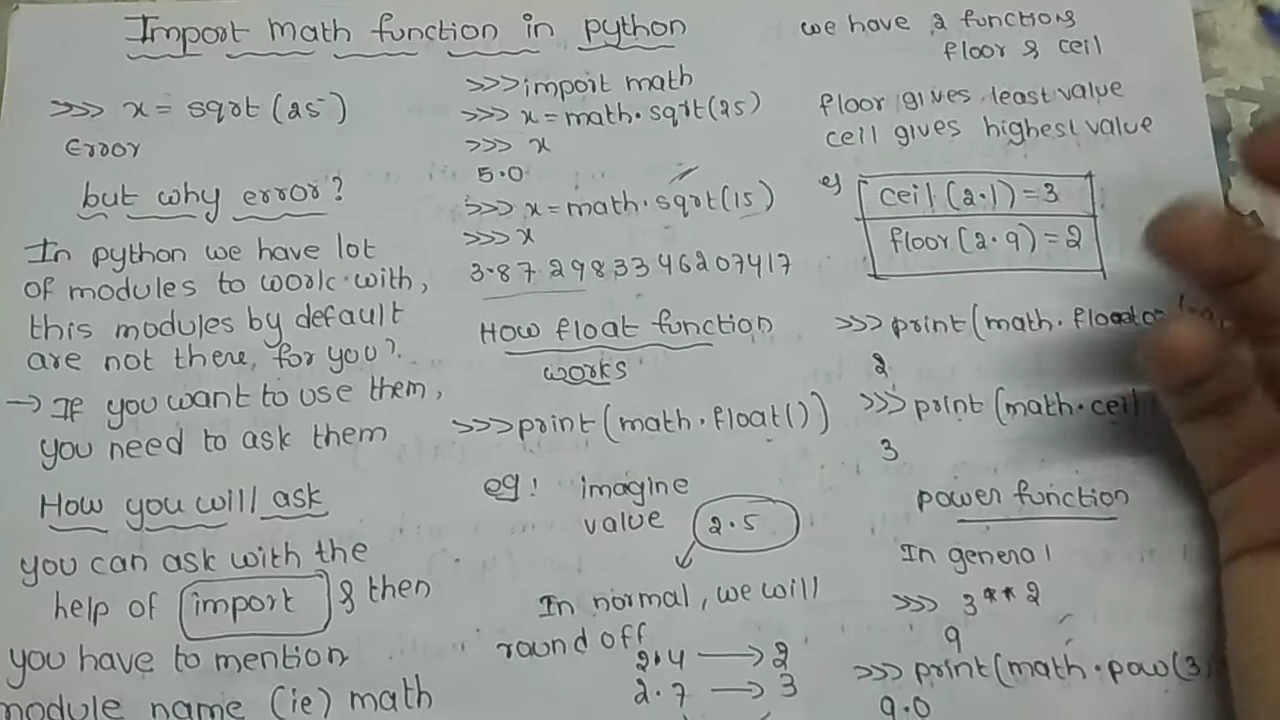 Import math function in python
>>> x = sqrt (25)
Error
but why error?
In python we have lot
of modules to work with,
this modules by default
are not there, for you?.
→ If you want to use them,
you need to ask them
How you will ask
you can ask with the
help of import & then
you have to mention
module name (ie) math
>>> import math
>>> x = math.sqrt(25)
>>> x
5.0
>>> x = math.sqrt(15)
>>> x
3.872983346207417
How float function
works
>>> print(math.float())
eg: imagine
value 2.5
In normal, we will
round off
2.4 → 2
2.7 → 3
we have 2 functions
floor & ceil
floor gives least value
ceil gives highest value
eg ceil (2.1) = 3
floor (2.9) = 2
>>> print(math.
2
>>> print (math.ceil
3
power function
In general
>>> 3**2
9
>>> print(math.pow(3,
9.0